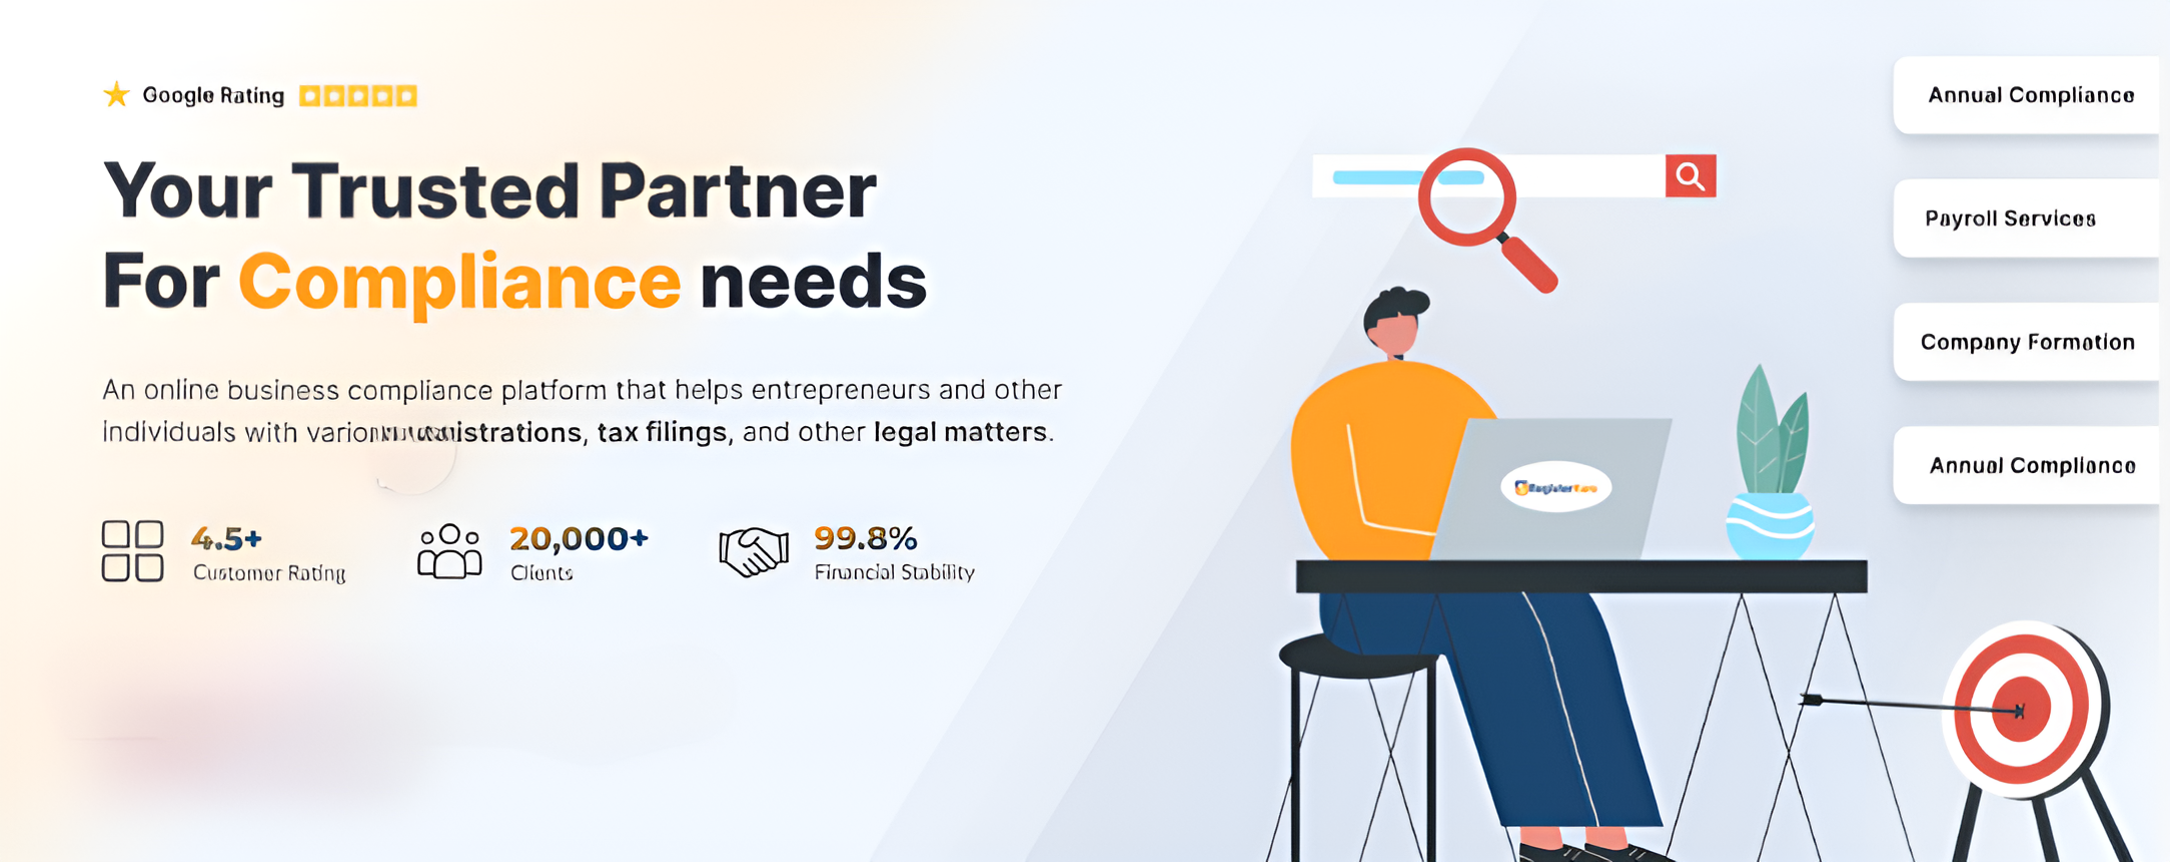 Google Rating
Your Trusted Partner
For Compliance needs
An online business compliance platform that helps entrepreneurs and other
individuals with various, tax filings, and other legal matters.
4.5+
Customer Rating
20,000+
Clients
99.8%
Financial Stability
Annual Compliance
Payroll Services
Company Formation
Annual Compliance